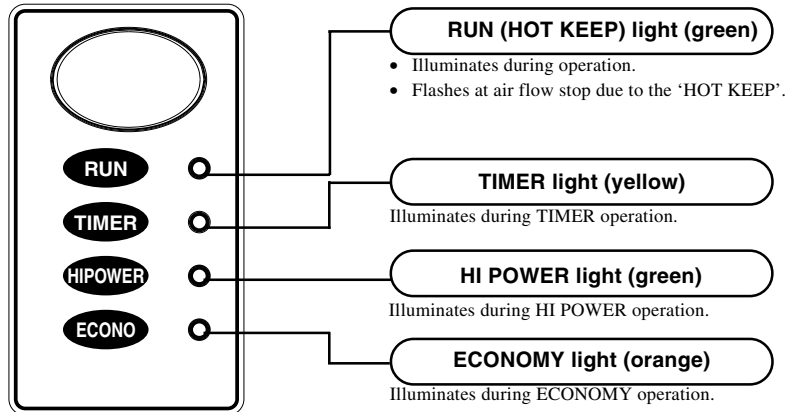 RUN (HOT KEEP) light (green)
• Illuminates during operation.
• Flashes at air flow stop due to the ‘HOT KEEP’.
RUN
TIMER light (yellow)
TIMER
Illuminates during TIMER operation.
HIPOWER
HI POWER light (green)
Illuminates during HI POWER operation.
ECONO
ECONOMY light (orange)
Illuminates during ECONOMY operation.